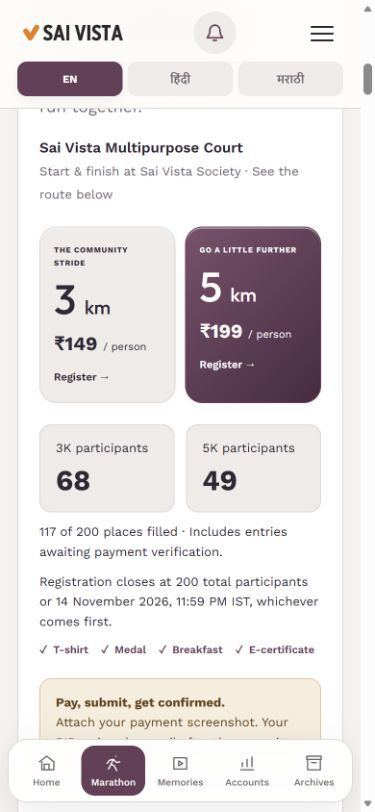 SAI VISTA
EN
हिंदी
मराठी
run together.
Sai Vista Multipurpose Court
Start & finish at Sai Vista Society · See the
route below
THE COMMUNITY
STRIDE
3 km
₹149 / person
Register →
GO A LITTLE FURTHER
5 km
₹199 / person
Register →
3K participants
68
5K participants
49
117 of 200 places filled · Includes entries
awaiting payment verification.
Registration closes at 200 total participants
or 14 November 2026, 11:59 PM IST, whichever
comes first.
✓ T-shirt ✓ Medal ✓ Breakfast ✓ E-certificate
Pay, submit, get confirmed.
Attach your payment screenshot. Your
Home
Marathon
Memories
Accounts
Archives